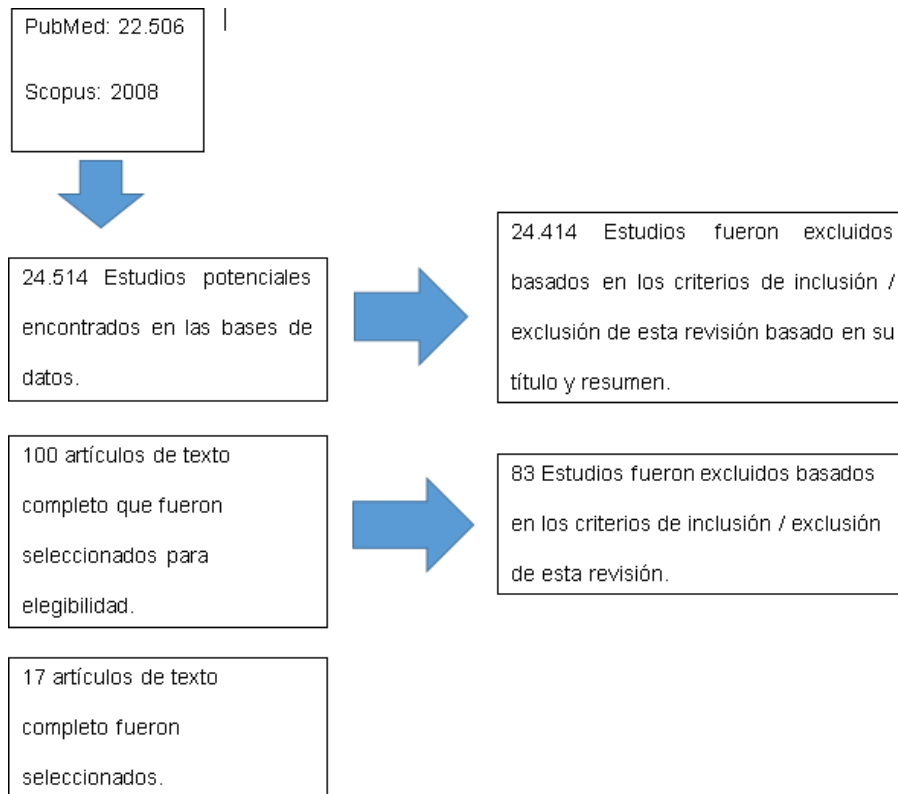 PubMed: 22.506
Scopus: 2008
24.514 Estudios potenciales
encontrados en las bases de
datos.
24.414 Estudios fueron excluidos
basados en los criterios de inclusión /
exclusión de esta revisión basado en su
título y resumen.
100 artículos de texto
completo que fueron
seleccionados para
elegibilidad.
83 Estudios fueron excluidos basados
en los criterios de inclusión / exclusión
de esta revisión.
17 artículos de texto
completo fueron
seleccionados.